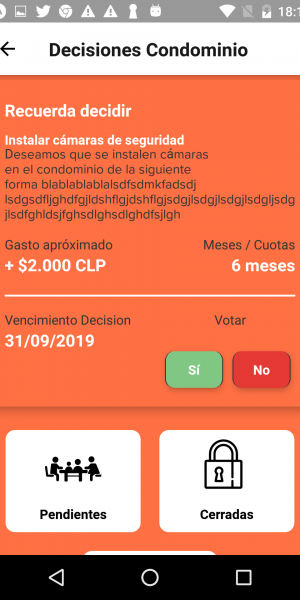 18:1
Decisiones Condominio
Recuerda decidir
Instalar cámaras de seguridad
Deseamos que se instalen cámaras
en el condominio de la siguiente
forma blablablablalsdfsdmkfadsdj
lsdgsdfljghdfgjldshflgjdshflgjsdgjlsdgjlsdgjlsdgljsdg
jlsdfghldsjfghsdlghsdlghdfsjlgh
Gasto apróximado Meses / Cuotas
+ $2.000 CLP 6 meses
Vencimiento Decision Votar
31/09/2019
Sí No
Pendientes Cerradas